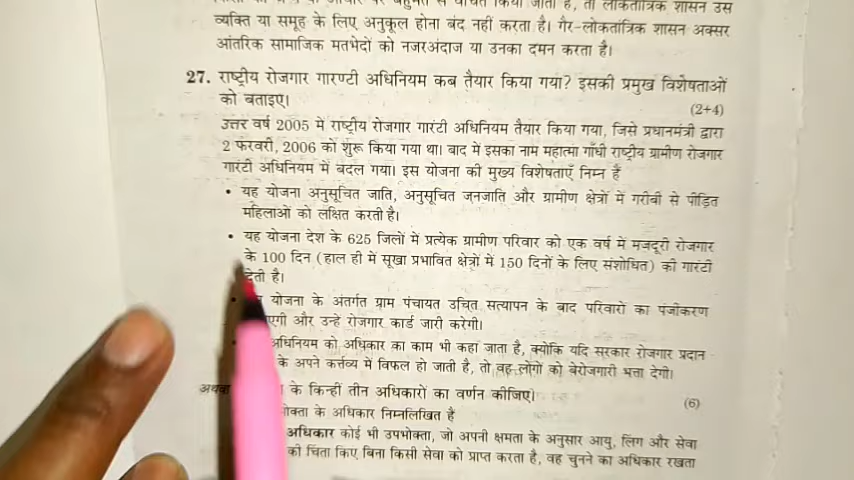 व्यक्ति या समूह के लिए अनुकूल होना बंद नहीं करता है। गैर-लोकतांत्रिक शासन अक्सर
आंतरिक सामाजिक मतभेदों को नजरअंदाज या उनका दमन करता है।
27. राष्ट्रीय रोजगार गारण्टी अधिनियम कब तैयार किया गया? इसकी प्रमुख विशेषताओं
को बताइए।
(2+4)
उत्तर वर्ष 2005 में राष्ट्रीय रोजगार गारंटी अधिनियम तैयार किया गया, जिसे प्रधानमंत्री द्वारा
2 फरवरी, 2006 को शुरू किया गया था। बाद में इसका नाम महात्मा गाँधी राष्ट्रीय ग्रामीण रोजगार
गारंटी अधिनियम में बदल गया। इस योजना की मुख्य विशेषताएँ निम्न हैं
• यह योजना अनुसूचित जाति, अनुसूचित जनजाति और ग्रामीण क्षेत्रों में गरीबी से पीड़ित
महिलाओं को लक्षित करती है।
• यह योजना देश के 625 जिलों में प्रत्येक ग्रामीण परिवार को एक वर्ष में मजदूरी रोजगार
के 100 दिन (हाल ही में सूखा प्रभावित क्षेत्रों में 150 दिनों के लिए संशोधित) की गारंटी
देती है।
योजना के अंतर्गत ग्राम पंचायत उचित सत्यापन के बाद परिवारों का पंजीकरण
और उन्हें रोजगार कार्ड जारी करेगी।
अधिनियम को अधिकार का काम भी कहा जाता है, क्योंकि यदि सरकार रोजगार प्रदान
के अपने कर्त्तव्य में विफल हो जाती है, तो वह लोगों को बेरोजगारी भत्ता देगी।
के किन्हीं तीन अधिकारों का वर्णन कीजिए।
(6)
के अधिकार निम्नलिखित हैं
अधिकार कोई भी उपभोक्ता, जो अपनी क्षमता के अनुसार आयु, लिंग और सेवा
की चिंता किए बिना किसी सेवा को प्राप्त करता है, वह चुनने का अधिकार रखता